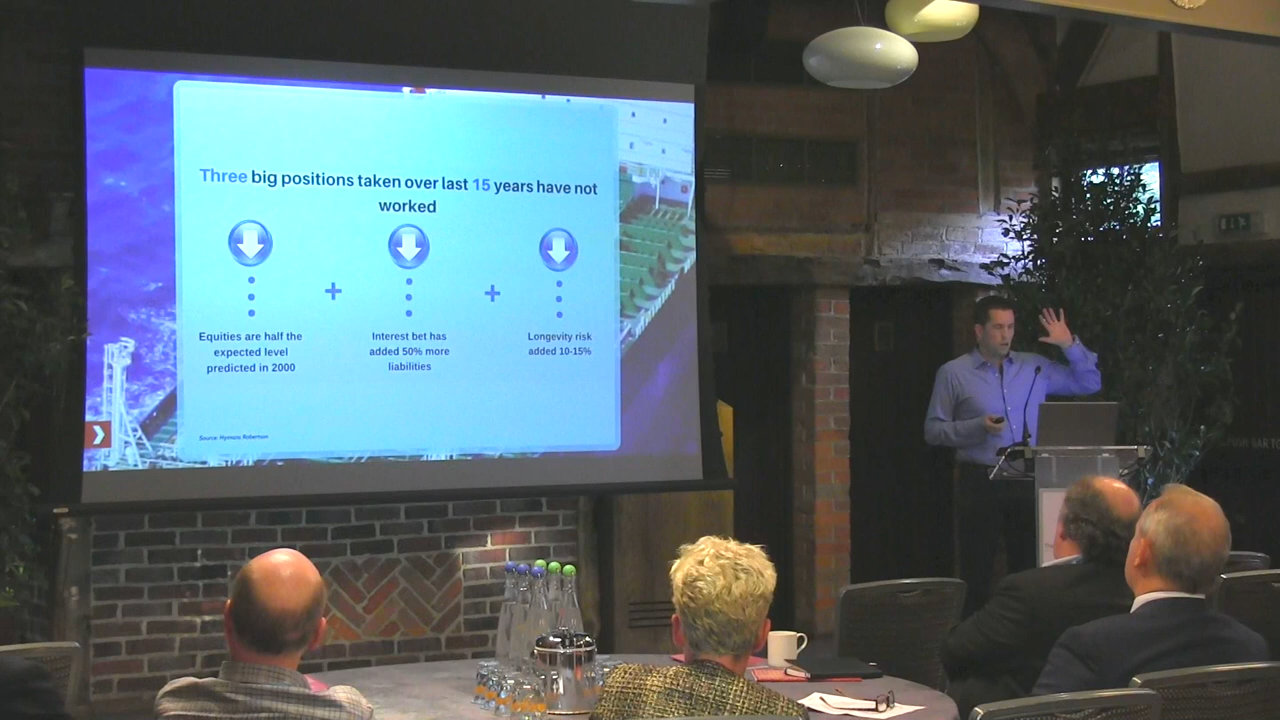 Three big positions taken over last 15 years have not
worked
Equities are half the
expected level
predicted in 2000
Interest bet has
added 50% more
liabilities
Longevity risk
added 10-15%
Source: Hymans Robertson